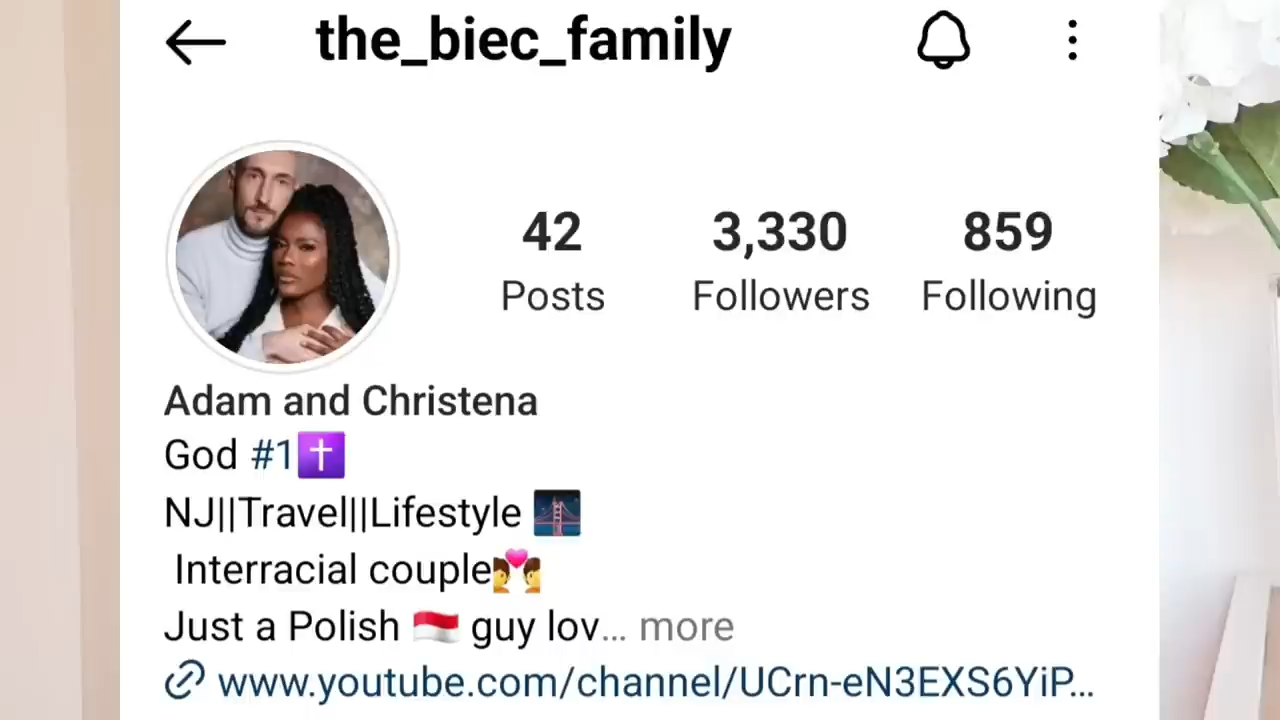 the_biec_family
42 3,330 859
Posts Followers Following
Adam and Christena
God #1✝️
NJ||Travel||Lifestyle 🌉
Interracial couple💏
Just a Polish 🇮🇩 guy lov... more
www.youtube.com/channel/UCrn-eN3EXS6YiP...